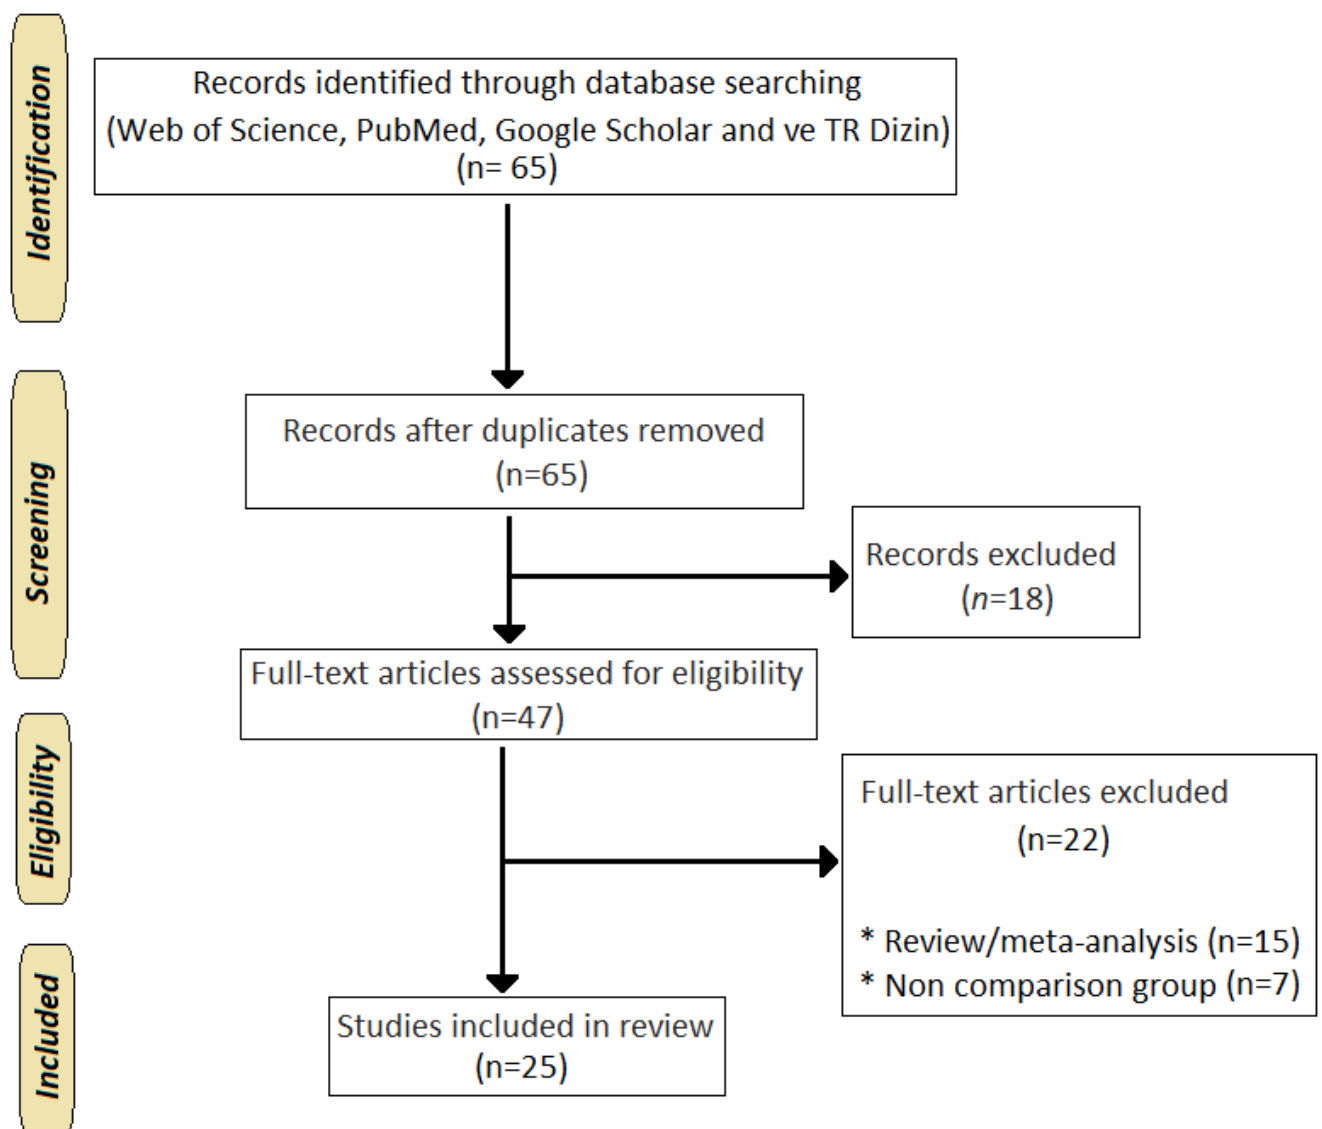 Identification
Records identified through database searching
(Web of Science, PubMed, Google Scholar and ve TR Dizin)
(n= 65)
Screening
Records after duplicates removed
(n=65)
Records excluded
(n=18)
Full-text articles assessed for eligibility
(n=47)
Eligibility
Full-text articles excluded
(n=22)
* Review/meta-analysis (n=15)
* Non comparison group (n=7)
Included
Studies included in review
(n=25)